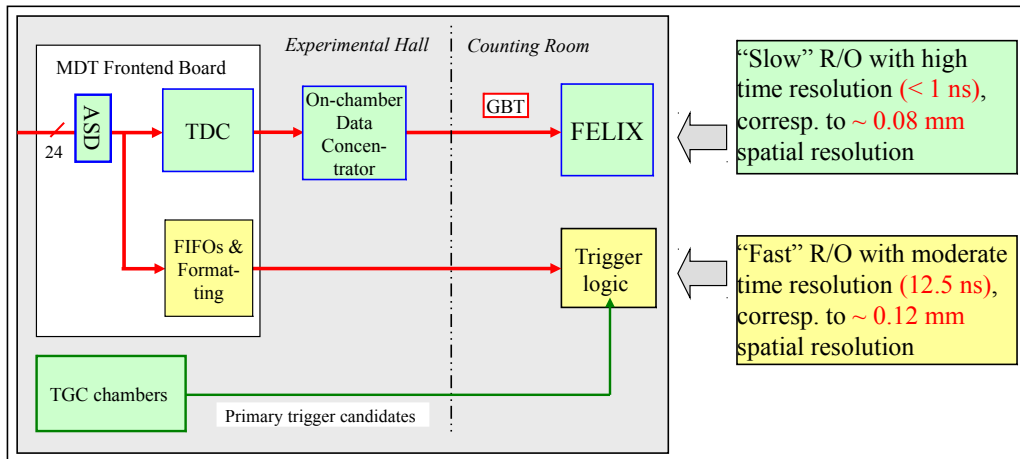 Experimental Hall
Counting Room
MDT Frontend Board
ASD
24
TDC
On-chamber
Data
Concen-
trator
GBT
FELIX
FIFOs &
Format-
ting
Trigger
logic
TGC chambers
Primary trigger candidates
“Slow” R/O with high
time resolution (< 1 ns),
corresp. to ~ 0.08 mm
spatial resolution
“Fast” R/O with moderate
time resolution (12.5 ns),
corresp. to ~ 0.12 mm
spatial resolution